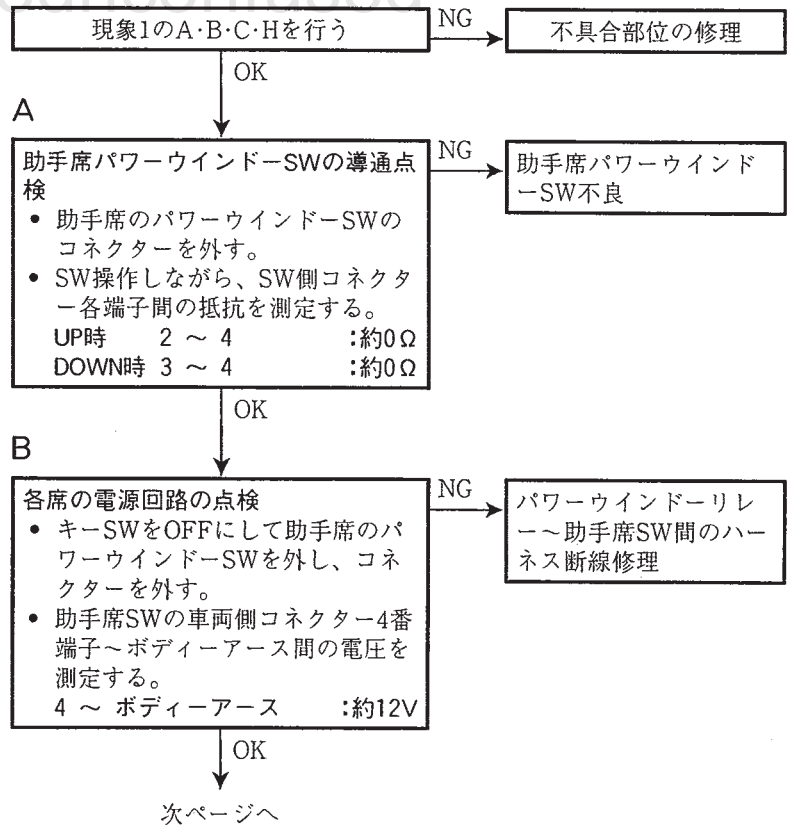 現象1のA・B・C・Hを行う
NG
不具合部位の修理
OK
A
助手席パワーウインドーSWの導通点
検
• 助手席のパワーウインドーSWの
コネクターを外す。
• SW操作しながら、SW側コネクタ
ー各端子間の抵抗を測定する。
UP時 2 ～ 4 :約0Ω
DOWN時 3 ～ 4 :約0Ω
NG
助手席パワーウインド
ーSW不良
OK
B
各席の電源回路の点検
• キーSWをOFFにして助手席のパ
ワーウインドーSWを外し、コネ
クターを外す。
• 助手席SWの車両側コネクター4番
端子～ボディーアース間の電圧を
測定する。
4 ～ ボディーアース :約12V
NG
パワーウインドーリレ
ー～助手席SW間のハー
ネス断線修理
OK
次ページへ